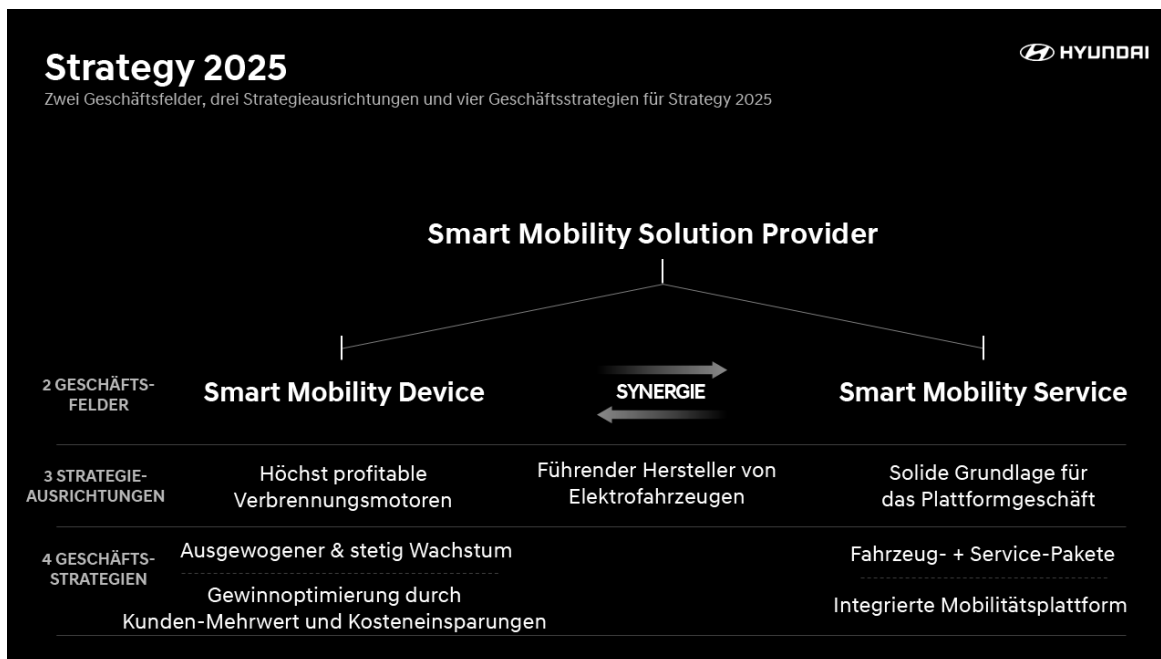 Strategy 2025
HYUNDAI
Zwei Geschäftsfelder, drei Strategieausrichtungen und vier Geschäftsstrategien für Strategy 2025
Smart Mobility Solution Provider
2 GESCHÄFTS-
FELDER
Smart Mobility Device
SYNERGIE
Smart Mobility Service
3 STRATEGIE-
AUSRICHTUNGEN
Höchst profitable
Verbrennungsmotoren
Führender Hersteller von
Elektrofahrzeugen
Solide Grundlage für
das Plattformgeschäft
4 GESCHÄFTS-
STRATEGIEN
Ausgewogener & stetig Wachstum
Gewinnoptimierung durch
Kunden-Mehrwert und Kosteneinsparungen
Fahrzeug- + Service-Pakete
Integrierte Mobilitätsplattform